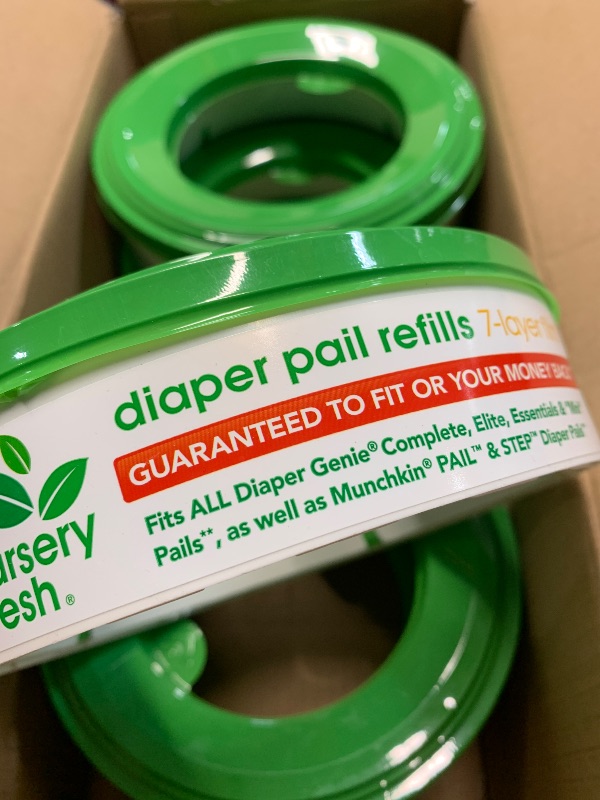 diaper pail refills 7-layer
GUARANTEED TO FIT OR YOUR MONEY BACK
Fits ALL Diaper Genie® Complete, Elite, Essentials &
Pails**, as well as Munchkin® PAIL™ & STEP™ Diaper Pails
ursery
esh®